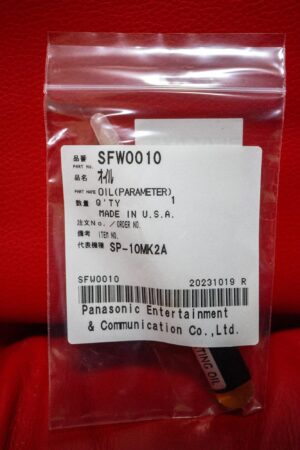 品番 SFW0010
PART NO.
品名 オイル
PART NAME OIL(PARAMETER)
数量 Q'TY 1
MADE IN U.S.A.
注文No. / ORDER NO.
備考 ITEM NO.
代表機種 SP-10MK2A
SFW0010 20231019 R
Panasonic Entertainment
& Communication Co.,Ltd.
TING OIL